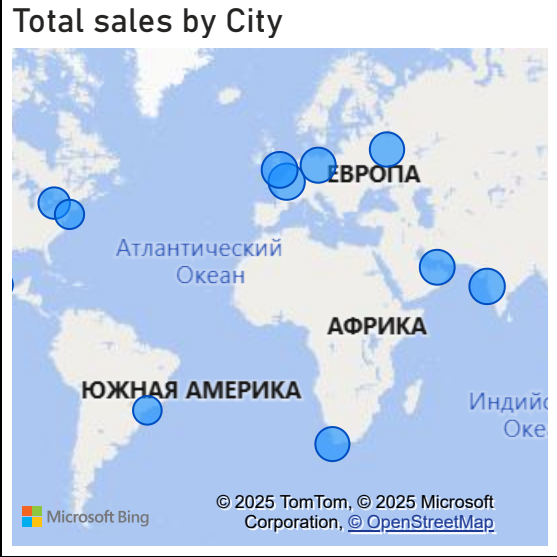 Total sales by City
ЕВРОПА
Атлантический
Океан
АФРИКА
ЮЖНАЯ АМЕРИКА
Индийс
Оке
Microsoft Bing
© 2025 TomTom, © 2025 Microsoft
Corporation, © OpenStreetMap